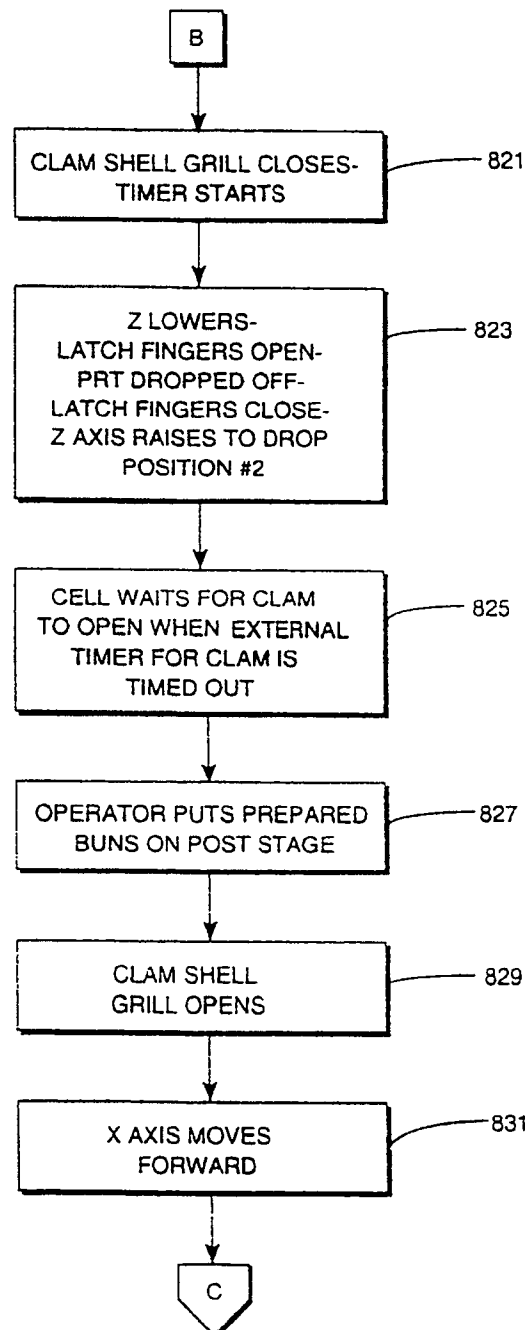 B
CLAM SHELL GRILL CLOSES-
TIMER STARTS
821
Z LOWERS-
LATCH FINGERS OPEN-
PRT DROPPED OFF-
LATCH FINGERS CLOSE-
Z AXIS RAISES TO DROP
POSITION #2
823
CELL WAITS FOR CLAM
TO OPEN WHEN EXTERNAL
TIMER FOR CLAM IS
TIMED OUT
825
OPERATOR PUTS PREPARED
BUNS ON POST STAGE
827
CLAM SHELL
GRILL OPENS
829
X AXIS MOVES
FORWARD
831
C